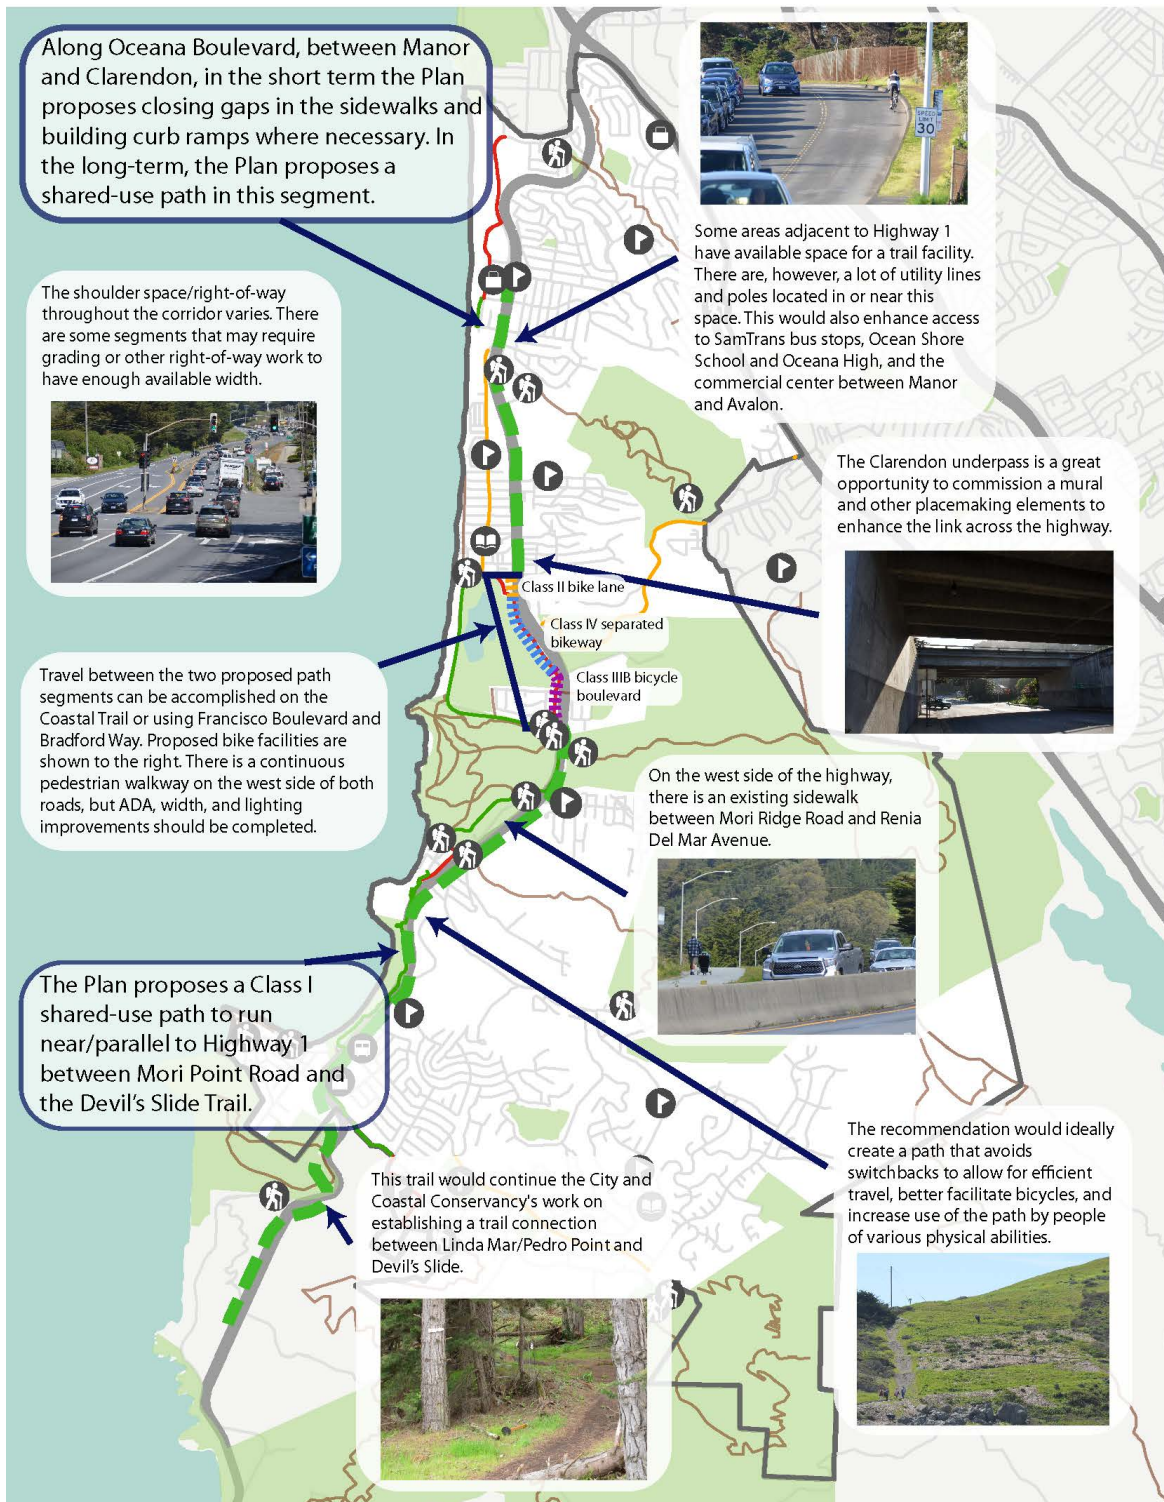 Along Oceana Boulevard, between Manor
and Clarendon, in the short term the Plan
proposes closing gaps in the sidewalks and
building curb ramps where necessary. In
the long-term, the Plan proposes a
shared-use path in this segment.
SPEED
LIMIT
30
Some areas adjacent to Highway 1
have available space for a trail facility.
There are, however, a lot of utility lines
and poles located in or near this
space. This would also enhance access
to SamTrans bus stops, Ocean Shore
School and Oceana High, and the
commercial center between Manor
and Avalon.
The shoulder space/right-of-way
throughout the corridor varies. There
are some segments that may require
grading or other right-of-way work to
have enough available width.
The Clarendon underpass is a great
opportunity to commission a mural
and other placemaking elements to
enhance the link across the highway.
Class II bike lane
Class IV separated
bikeway
Class IIIB bicycle
boulevard
Travel between the two proposed path
segments can be accomplished on the
Coastal Trail or using Francisco Boulevard and
Bradford Way. Proposed bike facilities are
shown to the right. There is a continuous
pedestrian walkway on the west side of both
roads, but ADA, width, and lighting
improvements should be completed.
On the west side of the highway,
there is an existing sidewalk
between Mori Ridge Road and Renia
Del Mar Avenue.
The Plan proposes a Class I
shared-use path to run
near/parallel to Highway 1
between Mori Point Road and
the Devil's Slide Trail.
The recommendation would ideally
create a path that avoids
switchbacks to allow for efficient
travel, better facilitate bicycles, and
increase use of the path by people
of various physical abilities.
This trail would continue the City and
Coastal Conservancy's work on
establishing a trail connection
between Linda Mar/Pedro Point and
Devil's Slide.